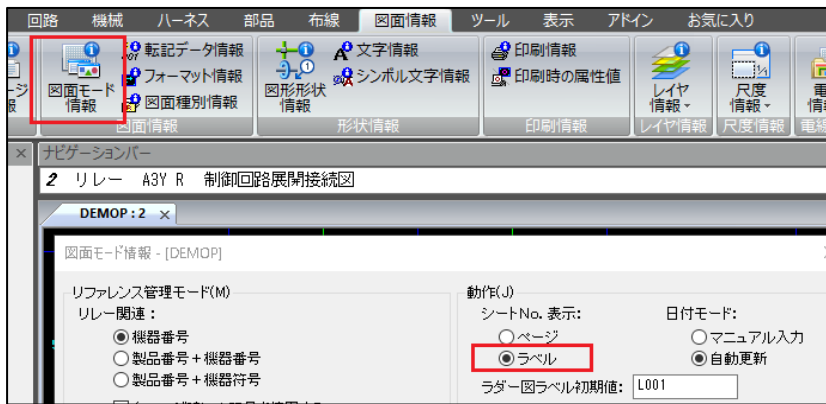 回路 機械 ハーネス 部品 布線 図面情報 ツール 表示 アドイン お気に入り
図面モード情報 転記データ情報 図形形状情報 文字情報 印刷情報 レイヤ情報 尺度情報
フォーマット情報 シンボル文字情報 印刷時の属性値
図面種別情報
図面情報 形状情報 印刷情報 レイヤ情報 尺度情報
ナビゲーションバー
2 リレー A3Y R 制御回路展開接続図
DEMOP : 2
図面モード情報 - [DEMOP]
リファレンス管理モード(M) 動作(J)
リレー関連： シートNo. 表示: 日付モード:
機器番号 ページ マニュアル入力
製品番号＋機器番号 ラベル 自動更新
製品番号＋機器符号 ラダー図ラベル初期値: L001